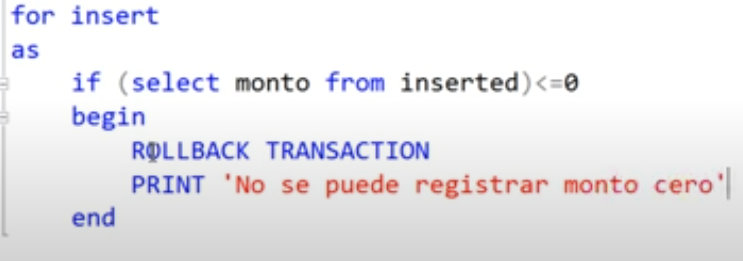 for insert
as
if (select monto from inserted)<=0
begin
ROLLBACK TRANSACTION
PRINT 'No se puede registrar monto cero'
end